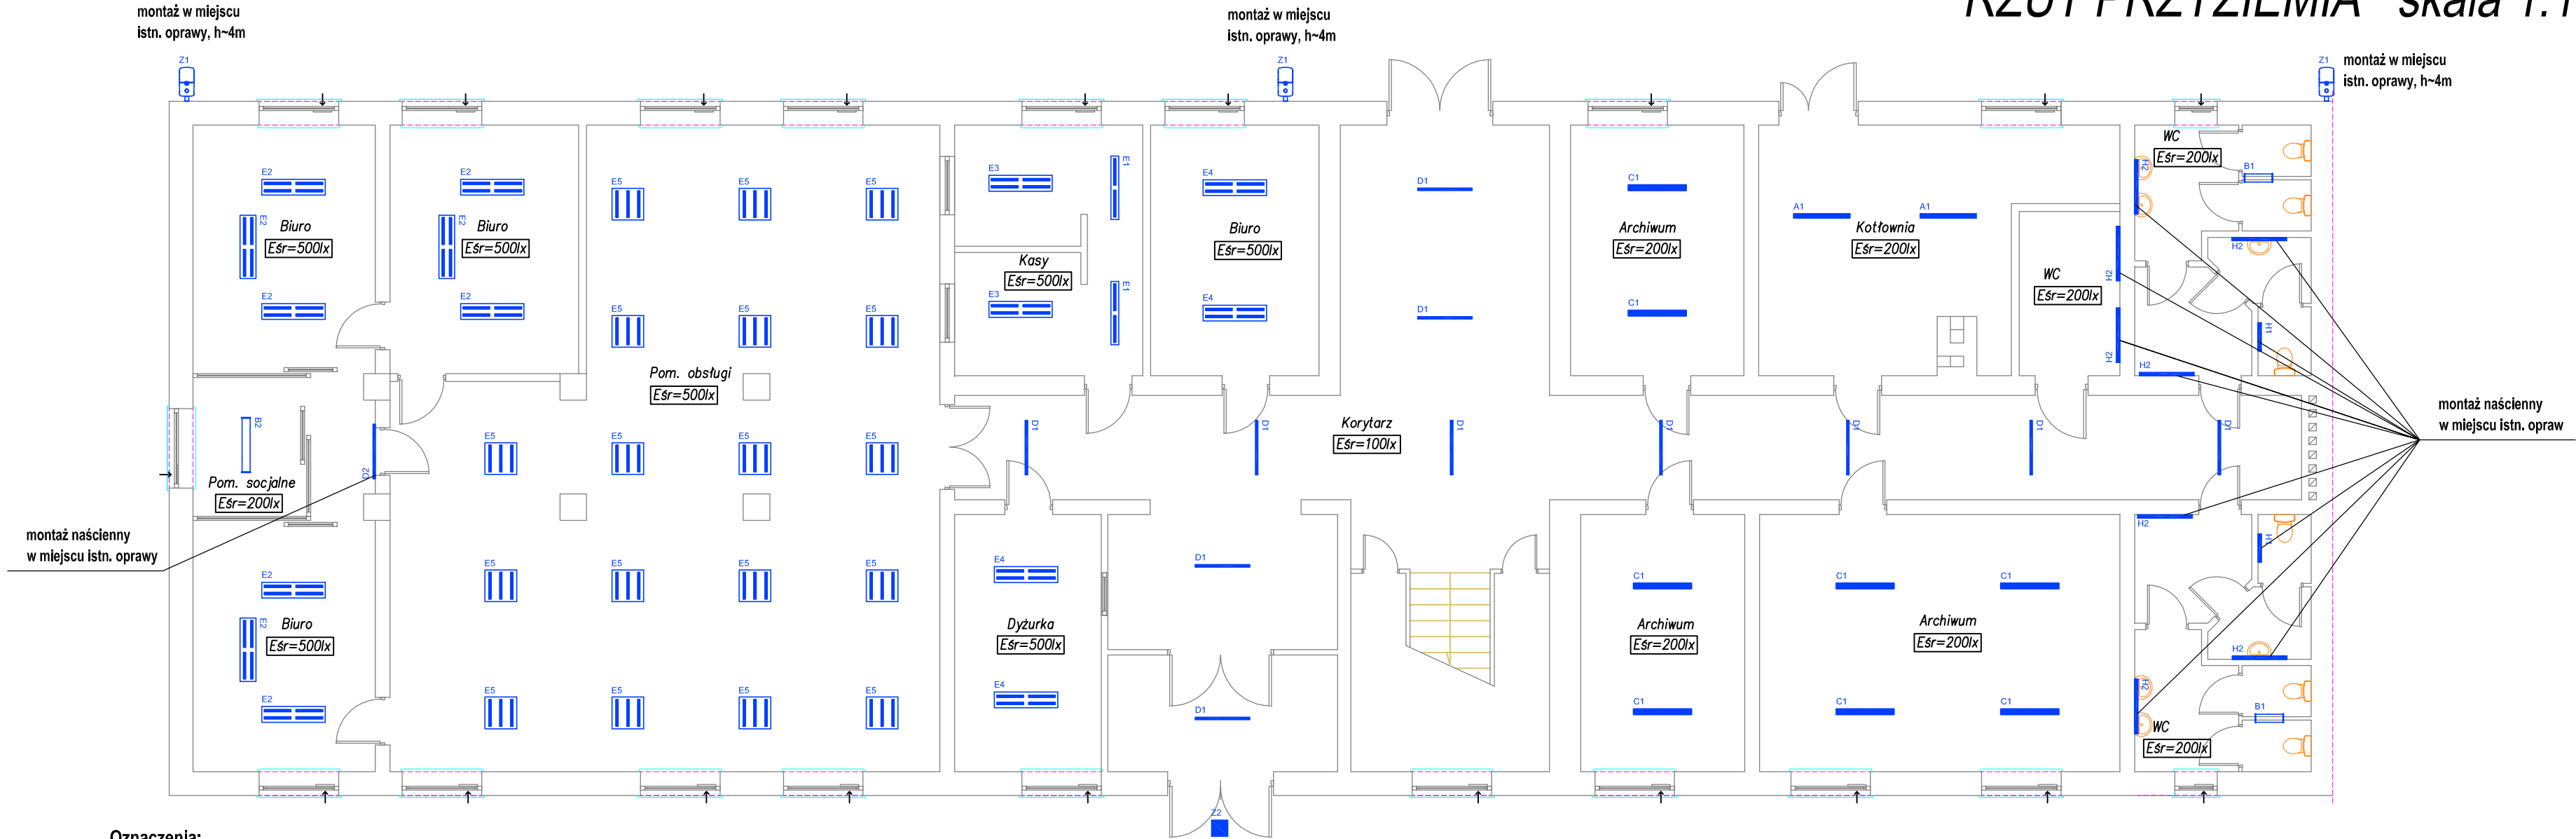 RZUT PRZYZIEMIA
montaż w miejscu
istn. oprawy, h~4m
montaż w miejscu
istn. oprawy, h~4m
montaż w miejscu
istn. oprawy, h~4m
Z1
Z1
Z1
E2
E2
E2
Biuro
Eśr=500lx
E2
E2
E2
Biuro
Eśr=500lx
E5
E5
E5
E5
E5
E5
Pom. obsługi
Eśr=500lx
E5
E5
E5
E5
E5
E5
E5
E5
E5
E5
E5
E5
E3
E1
Kasy
Eśr=500lx
E3
E1
E4
Biuro
Eśr=500lx
E4
D1
D1
C1
Archiwum
Eśr=200lx
C1
A1
A1
Kotłownia
Eśr=200lx
WC
Eśr=200lx
H2
H2
WC
Eśr=200lx
H2
B1
H2
H1
H2
B2
Pom. socjalne
Eśr=200lx
montaż naścienny
w miejscu istn. oprawy
D1
D1
Korytarz
Eśr=100lx
D1
D1
D1
D1
D1
montaż naścienny
w miejscu istn. opraw
E2
E2
Biuro
Eśr=500lx
E2
E4
Dyżurka
Eśr=500lx
E4
D1
D1
C1
Archiwum
Eśr=200lx
C1
C1
C1
Archiwum
Eśr=200lx
C1
C1
H2
H1
H2
H2
B1
WC
Eśr=200lx
Z2
Oznaczenia: